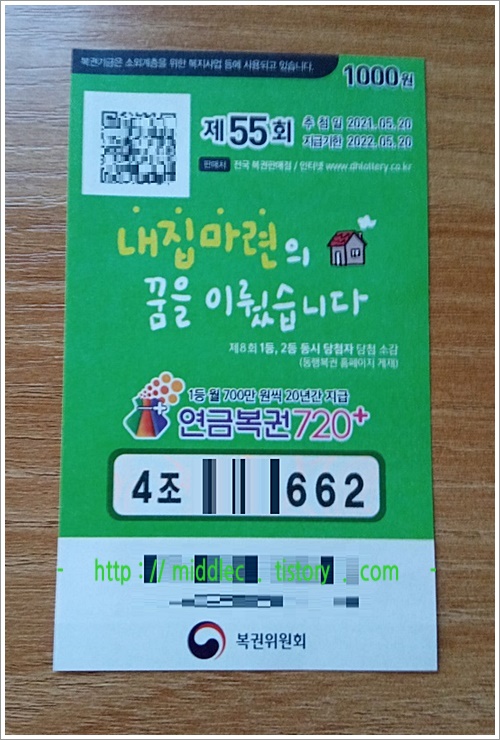 복권기금은 소외계층을 위한 복지사업 등에 사용되고 있습니다.
1000원
제55회
추첨일 2021.05.20
지급기한 2022.05.20
판매처 전국 복권판매점 / 인터넷 www.dhlottery.co.kr
내집마련의
꿈을 이뤘습니다
제8회 1등, 2등 동시 당첨자 당첨 소감
(동행복권 홈페이지 게재)
1등 월 700만 원씩 20년간 지급
연금복권720+
4조 662
- http : // middlec . tistory . com -
복권위원회